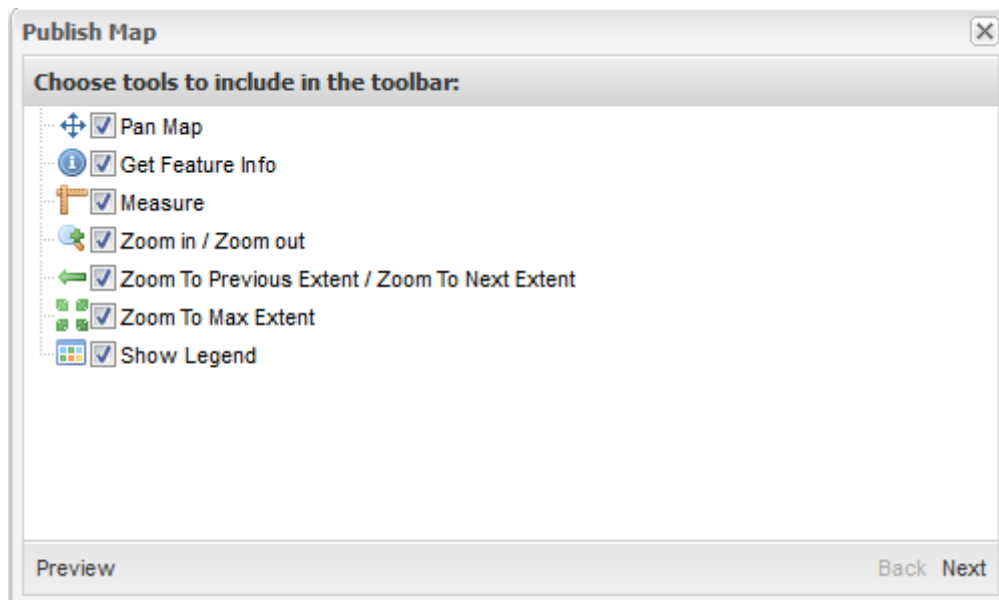 Publish Map
Choose tools to include in the toolbar:
Pan Map
Get Feature Info
Measure
Zoom in / Zoom out
Zoom To Previous Extent / Zoom To Next Extent
Zoom To Max Extent
Show Legend
Preview Back Next